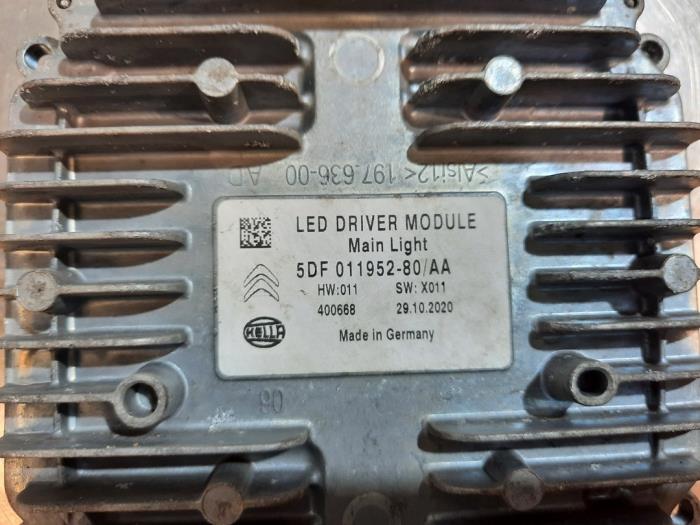 >Alsi12< 197.636-00 AD
LED DRIVER MODULE
Main Light
5DF 011952-80/AA
HW:011 SW: X011
400668 29.10.2020
HELLA
Made in Germany
06